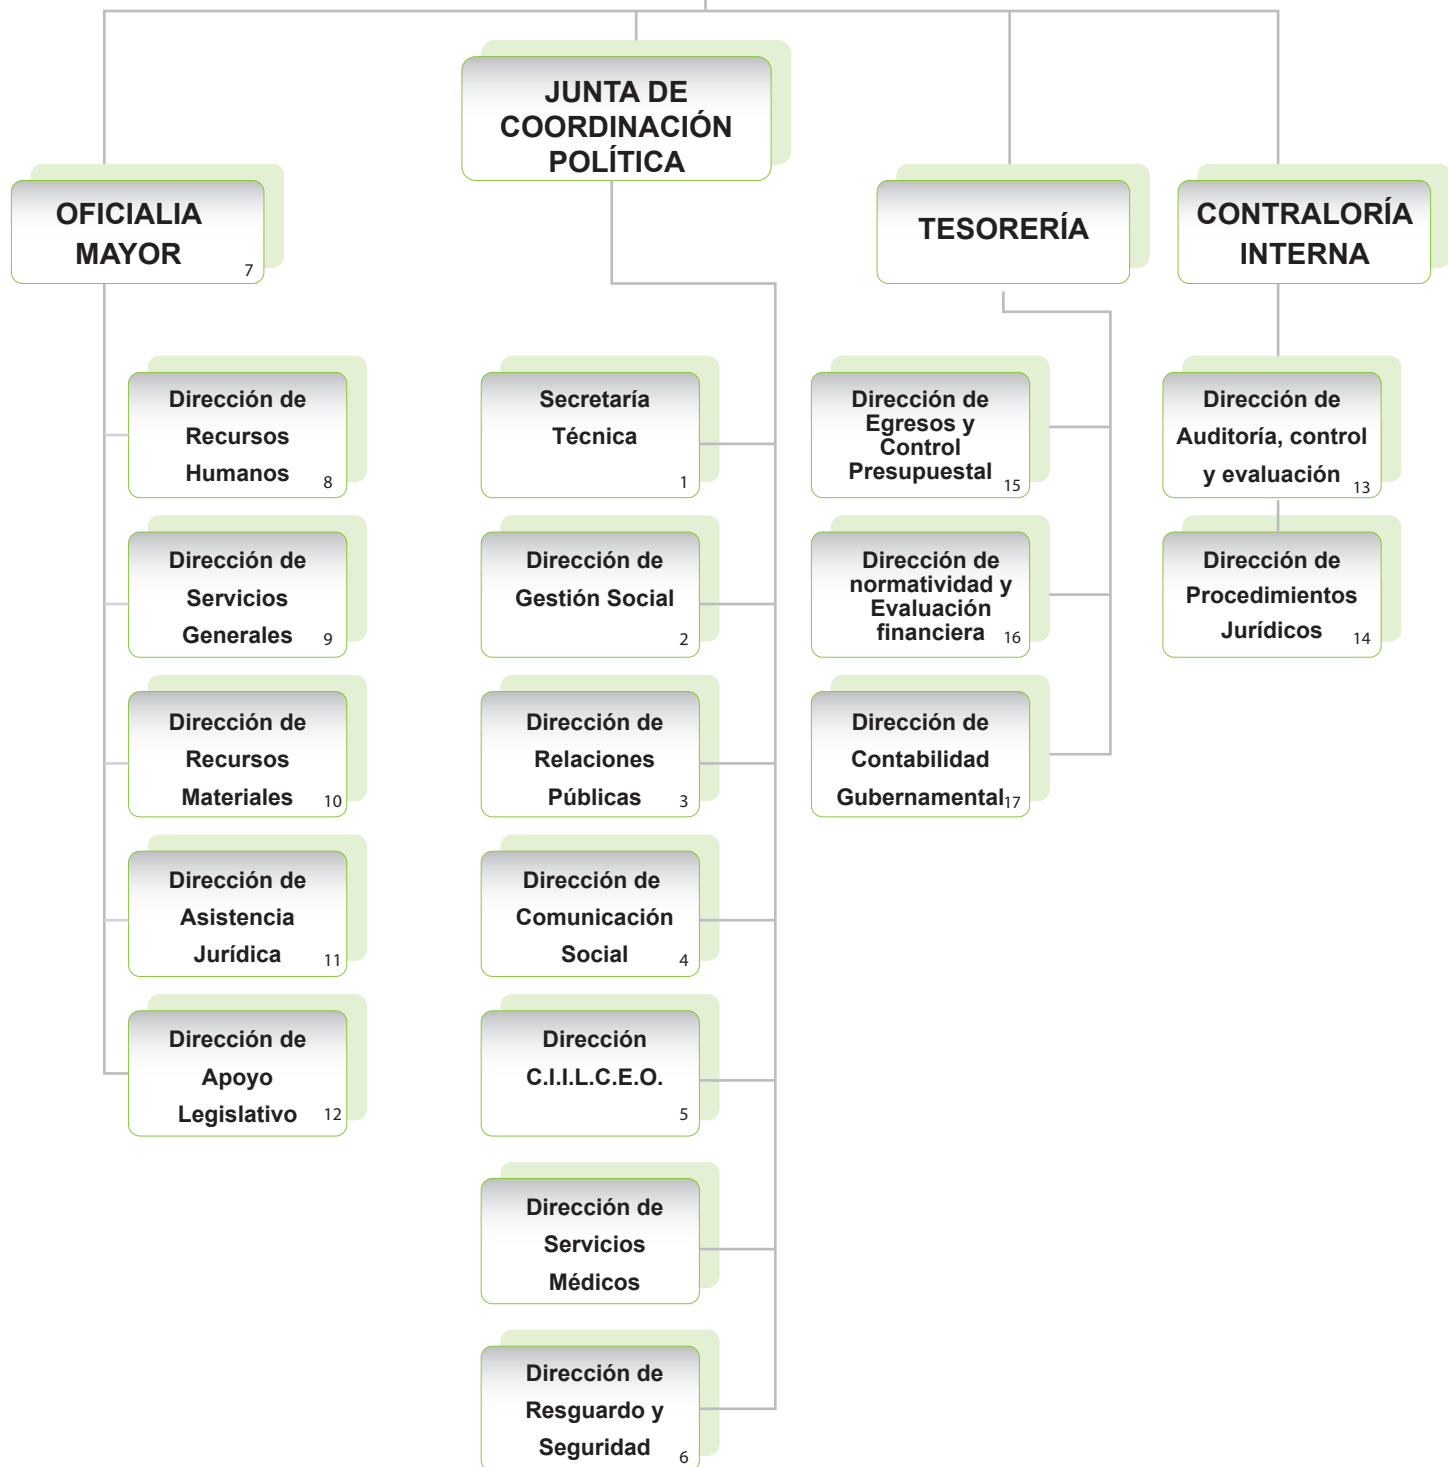 JUNTA DE
COORDINACIÓN
POLÍTICA
OFICIALIA
MAYOR
7
TESORERÍA
CONTRALORÍA
INTERNA
Dirección de
Recursos
Humanos
8
Dirección de
Servicios
Generales
9
Dirección de
Recursos
Materiales
10
Dirección de
Asistencia
Jurídica
11
Dirección de
Apoyo
Legislativo
12
Secretaría
Técnica
1
Dirección de
Gestión Social
2
Dirección de
Relaciones
Públicas
3
Dirección de
Comunicación
Social
4
Dirección
C.I.I.L.C.E.O.
5
Dirección de
Servicios
Médicos
Dirección de
Resguardo y
Seguridad
6
Dirección de
Egresos y
Control
Presupuestal
15
Dirección de
normatividad y
Evaluación
financiera
16
Dirección de
Contabilidad
Gubernamental
17
Dirección de
Auditoría, control
y evaluación
13
Dirección de
Procedimientos
Jurídicos
14